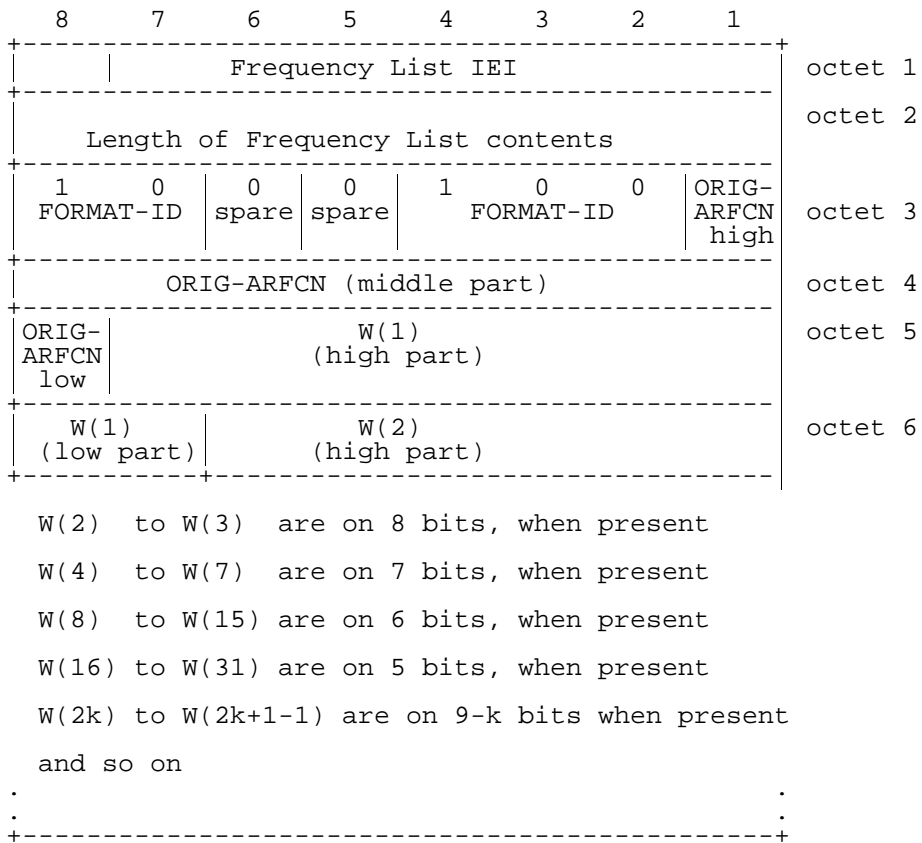 8 7 6 5 4 3 2 1
Frequency List IEI octet 1
octet 2
Length of Frequency List contents
1 0 0 0 1 0 0 ORIG-
FORMAT-ID spare spare FORMAT-ID ARFCN octet 3
high
ORIG-ARFCN (middle part) octet 4
ORIG- W(1) octet 5
ARFCN (high part)
low
W(1) W(2) octet 6
(low part) (high part)
W(2) to W(3) are on 8 bits, when present
W(4) to W(7) are on 7 bits, when present
W(8) to W(15) are on 6 bits, when present
W(16) to W(31) are on 5 bits, when present
W(2k) to W(2k+1-1) are on 9-k bits when present
and so on
. .
. .